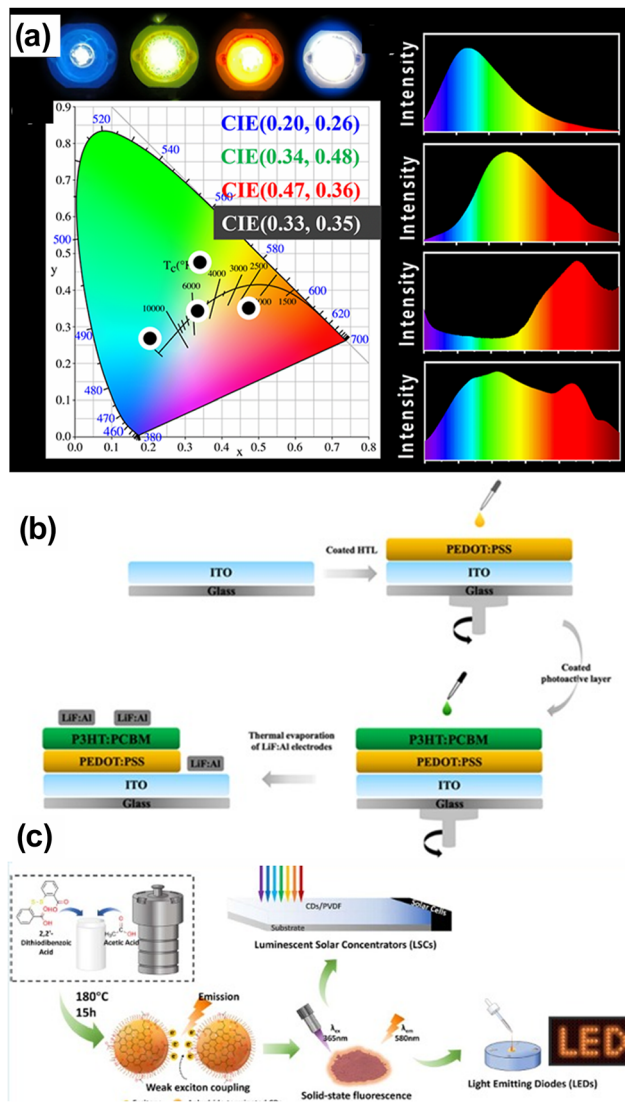 (a)
CIE(0.20, 0.26)
CIE(0.34, 0.48)
CIE(0.47, 0.36)
CIE(0.33, 0.35)
0.9
0.8
0.7
0.6
0.5
0.4
0.3
0.2
0.1
0.0
y
0.0 0.1 0.2 0.3 0.4 0.5 0.6 0.7 0.8
x
520
540
560
580
600
620
700
500
490
480
470
460
380
10000
6000
4000
3000
2500
1500
Intensity
Intensity
Intensity
Intensity
(b)
ITO
Glass
Coated HTL
PEDOT:PSS
ITO
Glass
Coated
photoactive layer
P3HT:PCBM
PEDOT:PSS
ITO
Glass
Thermal evaporation
of LiF:Al electrodes
LiF:Al LiF:Al
P3HT:PCBM
PEDOT:PSS LiF:Al
ITO
Glass
(c)
S-S
OH
2,2'-
Dithiodibenzoic
Acid
Acetic Acid
180°C
15h
Emission
Weak exciton coupling
CDs/PVDF
Solar Cells
Substrate
Luminescent Solar Concentrators (LSCs)
λex
365nm
λem
580nm
Solid-state fluorescence
LED
Light Emitting Diodes (LEDs)